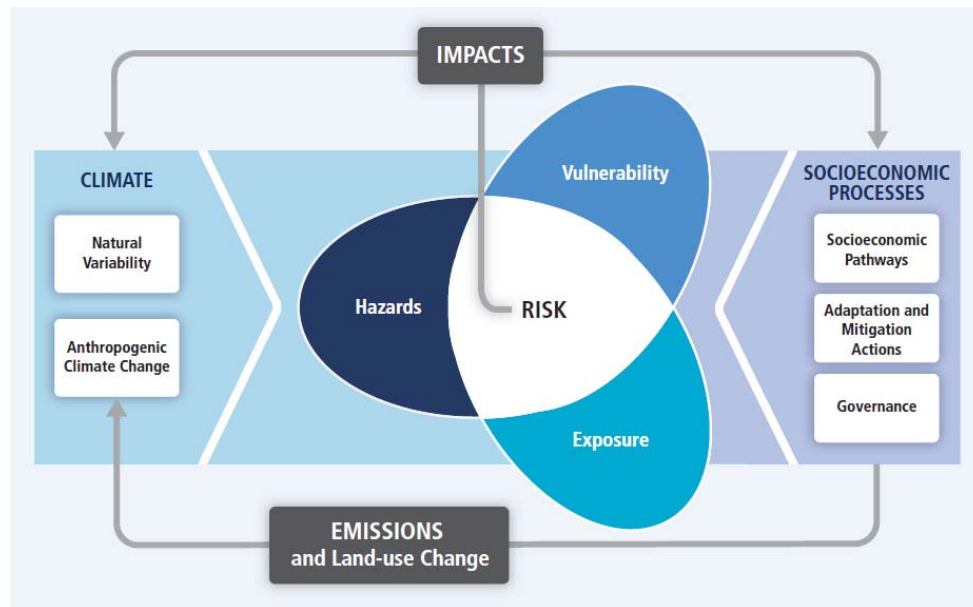 IMPACTS
CLIMATE
Natural
Variability
Anthropogenic
Climate Change
Vulnerability
Hazards
RISK
Exposure
SOCIOECONOMIC
PROCESSES
Socioeconomic
Pathways
Adaptation and
Mitigation
Actions
Governance
EMISSIONS
and Land-use Change